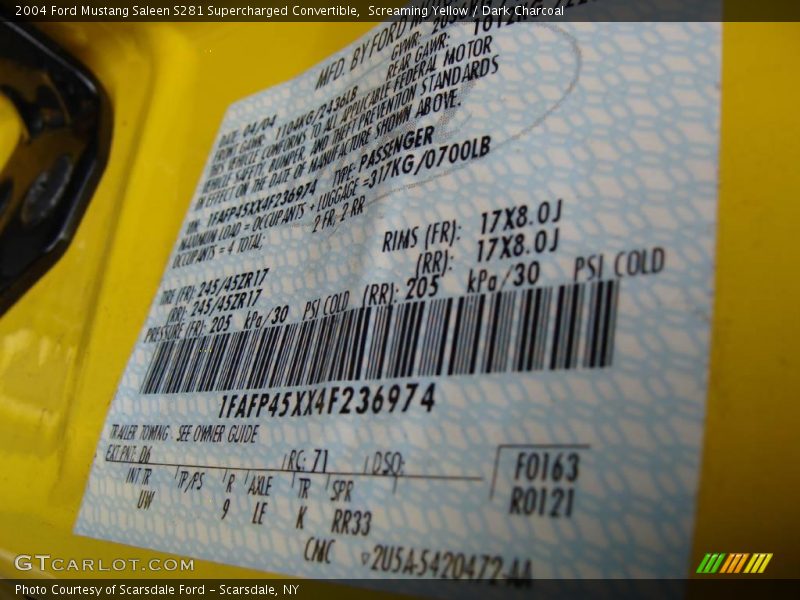 2004 Ford Mustang Saleen S281 Supercharged Convertible, Screaming Yellow / Dark Charcoal
MFD. BY FORD
DATE: 04/04 GVWR:
FRONT GAWR: 1104KG/2436LB REAR GAWR:
THIS VEHICLE CONFORMS TO ALL APPLICABLE FEDERAL MOTOR
VEHICLE SAFETY, BUMPER, AND THEFT PREVENTION STANDARDS
IN EFFECT ON THE DATE OF MANUFACTURE SHOWN ABOVE.
VIN: 1FAFP45XX4F236974 TYPE: PASSENGER
MAXIMUM LOAD = OCCUPANTS + LUGGAGE =317KG/0700LB
OCCUPANTS = 4 TOTAL; 2 FR, 2 RR
TIRE (FR): 245/45ZR17 RIMS (FR): 17X8.0J
(RR): 245/45ZR17 (RR): 17X8.0J
PRESSURE (FR): 205 kPa/30 PSI COLD (RR): 205 kPa/30 PSI COLD
1FAFP45XX4F236974
TRAILER TOWING - SEE OWNER GUIDE
EXT PNT: D6 RC: 71 DSO: F0163
INT TR TP/PS R AXLE TR SPR R0121
UW 9 LE K RR33
CMC 2U5A-5420472-AA
GTCARLOT.COM
Photo Courtesy of Scarsdale Ford – Scarsdale, NY